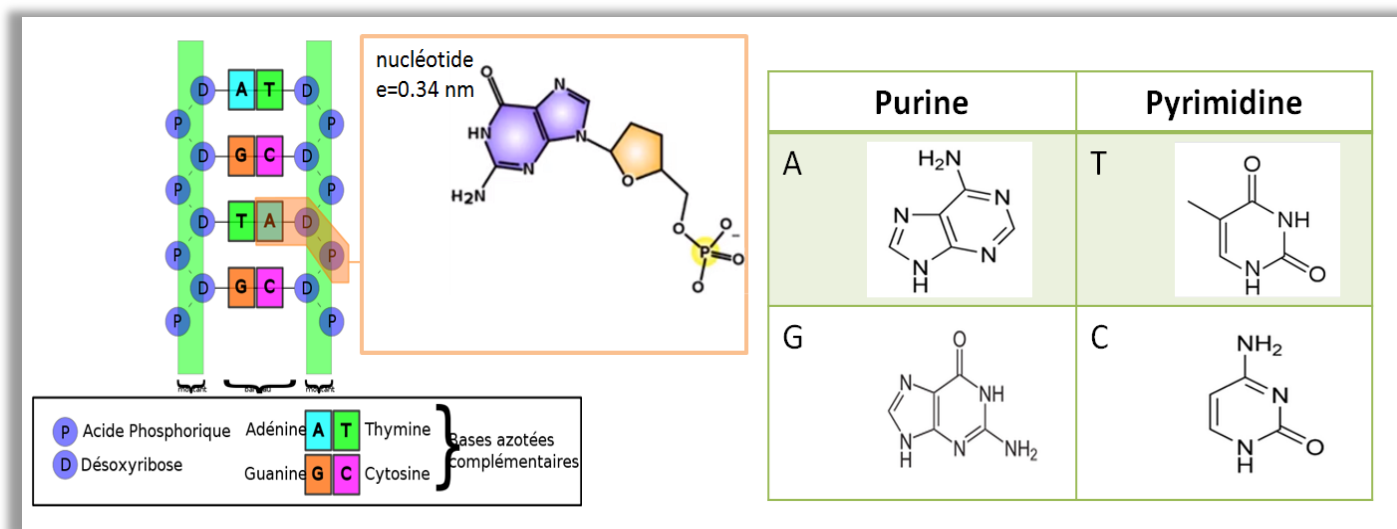 nucléotide
e=0.34 nm
D A T D
P P
D G C D
P P
D T A D
P P
D G C D
P P
O
N
HN
N
N
H₂N
O
O
O
−
P
O
O
P Acide Phosphorique
D Désoxyribose
Adénine A T Thymine
Guanine G C Cytosine
Bases azotées
complémentaires
Purine Pyrimidine
A
H₂N
N
N
N
N
H
T
O
NH
N
H
O
G
O
N
NH
N
H
N
NH₂
C
NH₂
N
N
H
O